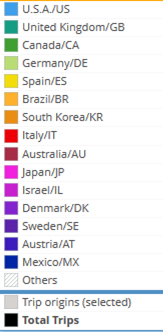 U.S.A./US
United Kingdom/GB
Canada/CA
Germany/DE
Spain/ES
Brazil/BR
South Korea/KR
Italy/IT
Australia/AU
Japan/JP
Israel/IL
Denmark/DK
Sweden/SE
Austria/AT
Mexico/MX
Others
Trip origins (selected)
Total Trips